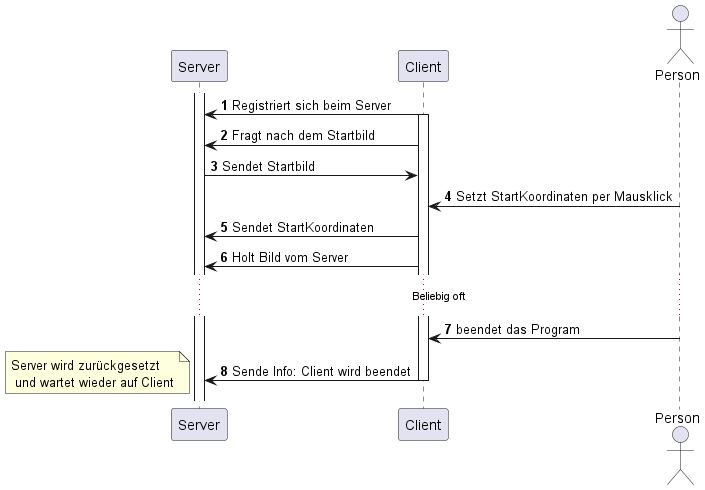 Person
Server
Client
1 Registriert sich beim Server
2 Fragt nach dem Startbild
3 Sendet Startbild
4 Setzt StartKoordinaten per Mausklick
5 Sendet StartKoordinaten
6 Holt Bild vom Server
Beliebig oft
7 beendet das Program
Server wird zurückgesetzt
und wartet wieder auf Client
8 Sende Info: Client wird beendet
Server
Client
Person